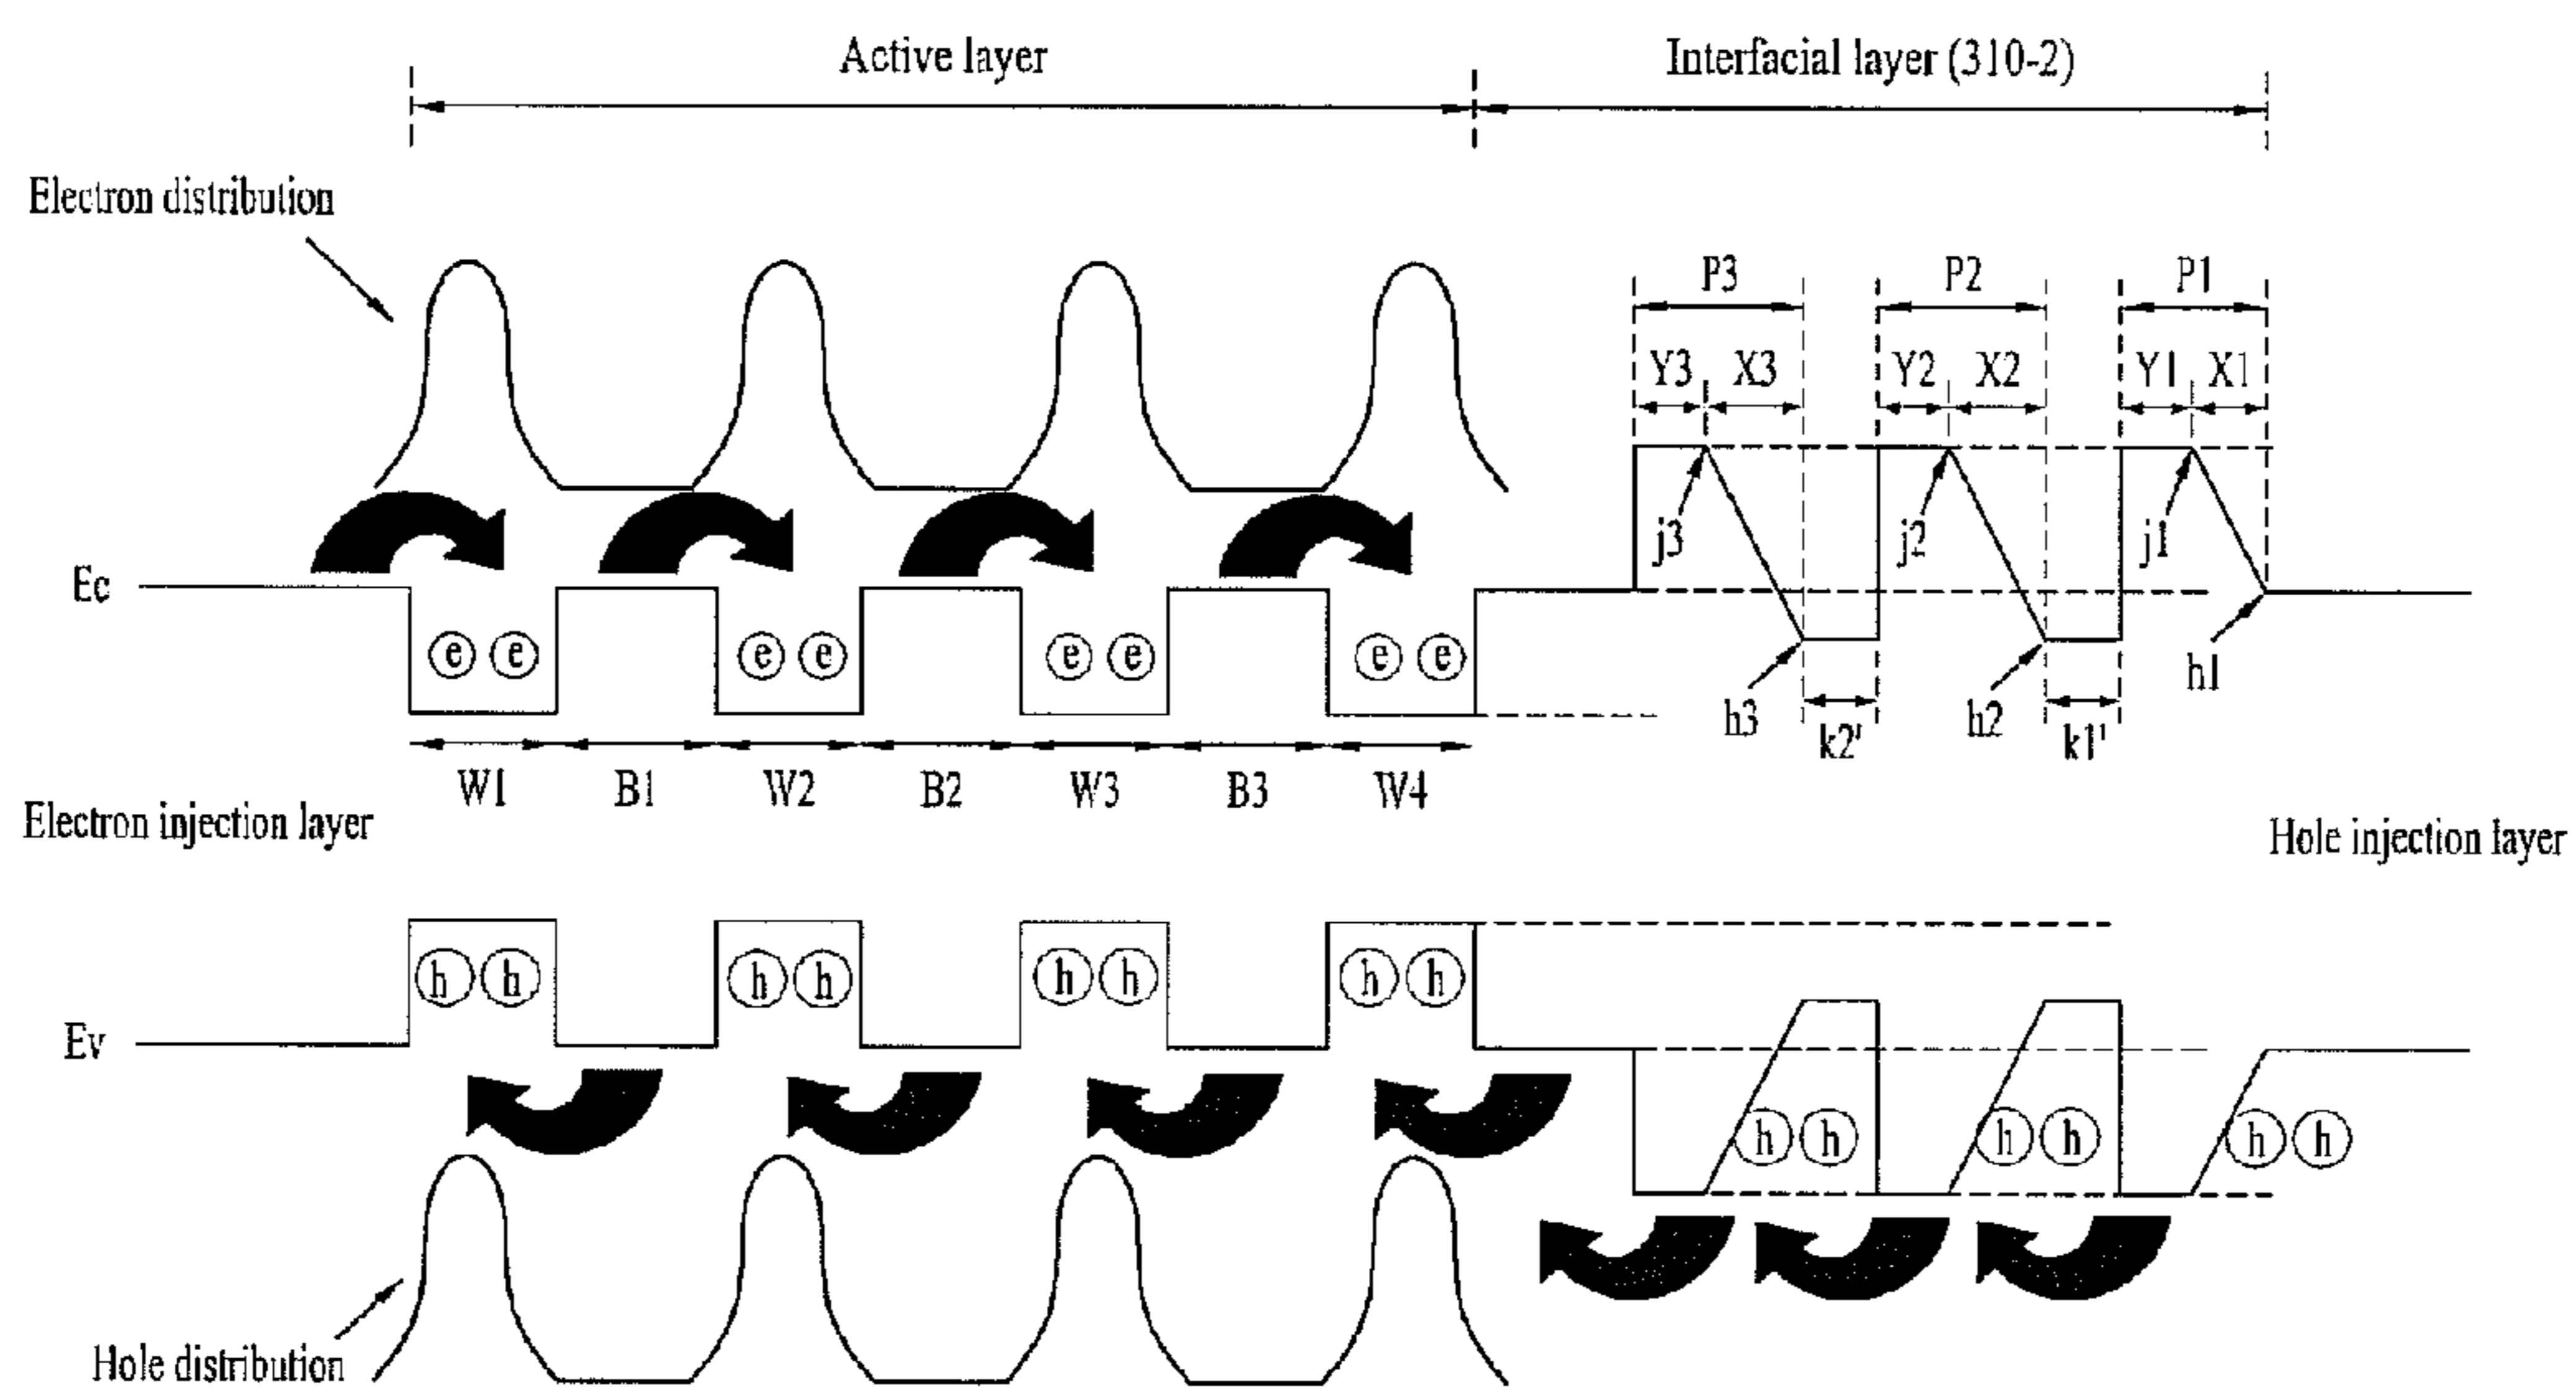 Active layer
Interfacial layer (310-2)
Electron distribution
P3 P2 P1
Y3 X3 Y2 X2 Y1 X1
j3 j2 j1
Ec
e e e e e e e e
h3 h2 h1
k2' k1'
W1 B1 W2 B2 W3 B3 W4
Electron injection layer
Hole injection layer
h h h h h h h h
Ev
h h h h h h
Hole distribution